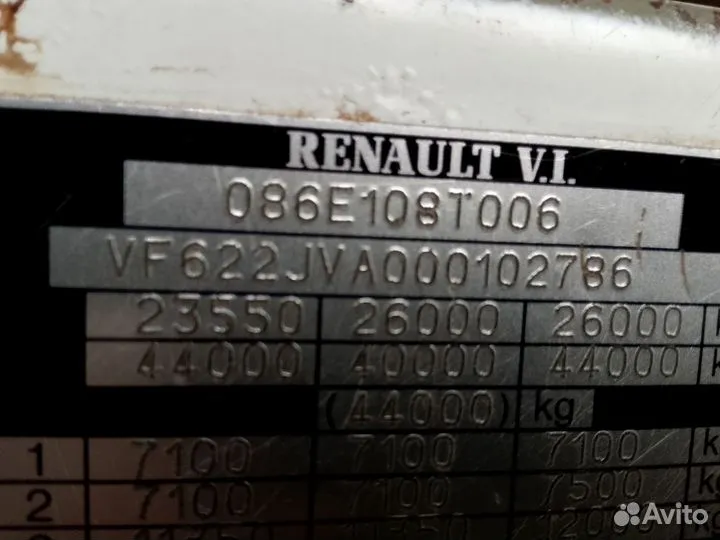 RENAULT V.I.
086E108T006
VF622JVA000102786
23550 26000 26000
44000 40000 44000
(44000) kg
1 7100 7100 7100
2 7100 7100 7500
Avito